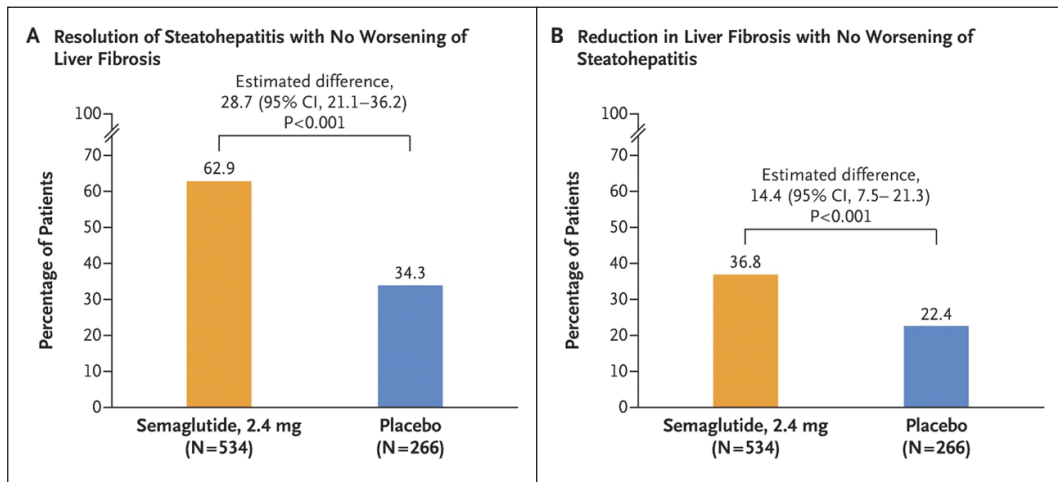 A Resolution of Steatohepatitis with No Worsening of
Liver Fibrosis
Estimated difference,
28.7 (95% CI, 21.1–36.2)
P<0.001
Percentage of Patients
100
70
60
50
40
30
20
10
0
62.9
34.3
Semaglutide, 2.4 mg
(N=534)
Placebo
(N=266)
B Reduction in Liver Fibrosis with No Worsening of
Steatohepatitis
Estimated difference,
14.4 (95% CI, 7.5– 21.3)
P<0.001
Percentage of Patients
100
70
60
50
40
30
20
10
0
36.8
22.4
Semaglutide, 2.4 mg
(N=534)
Placebo
(N=266)